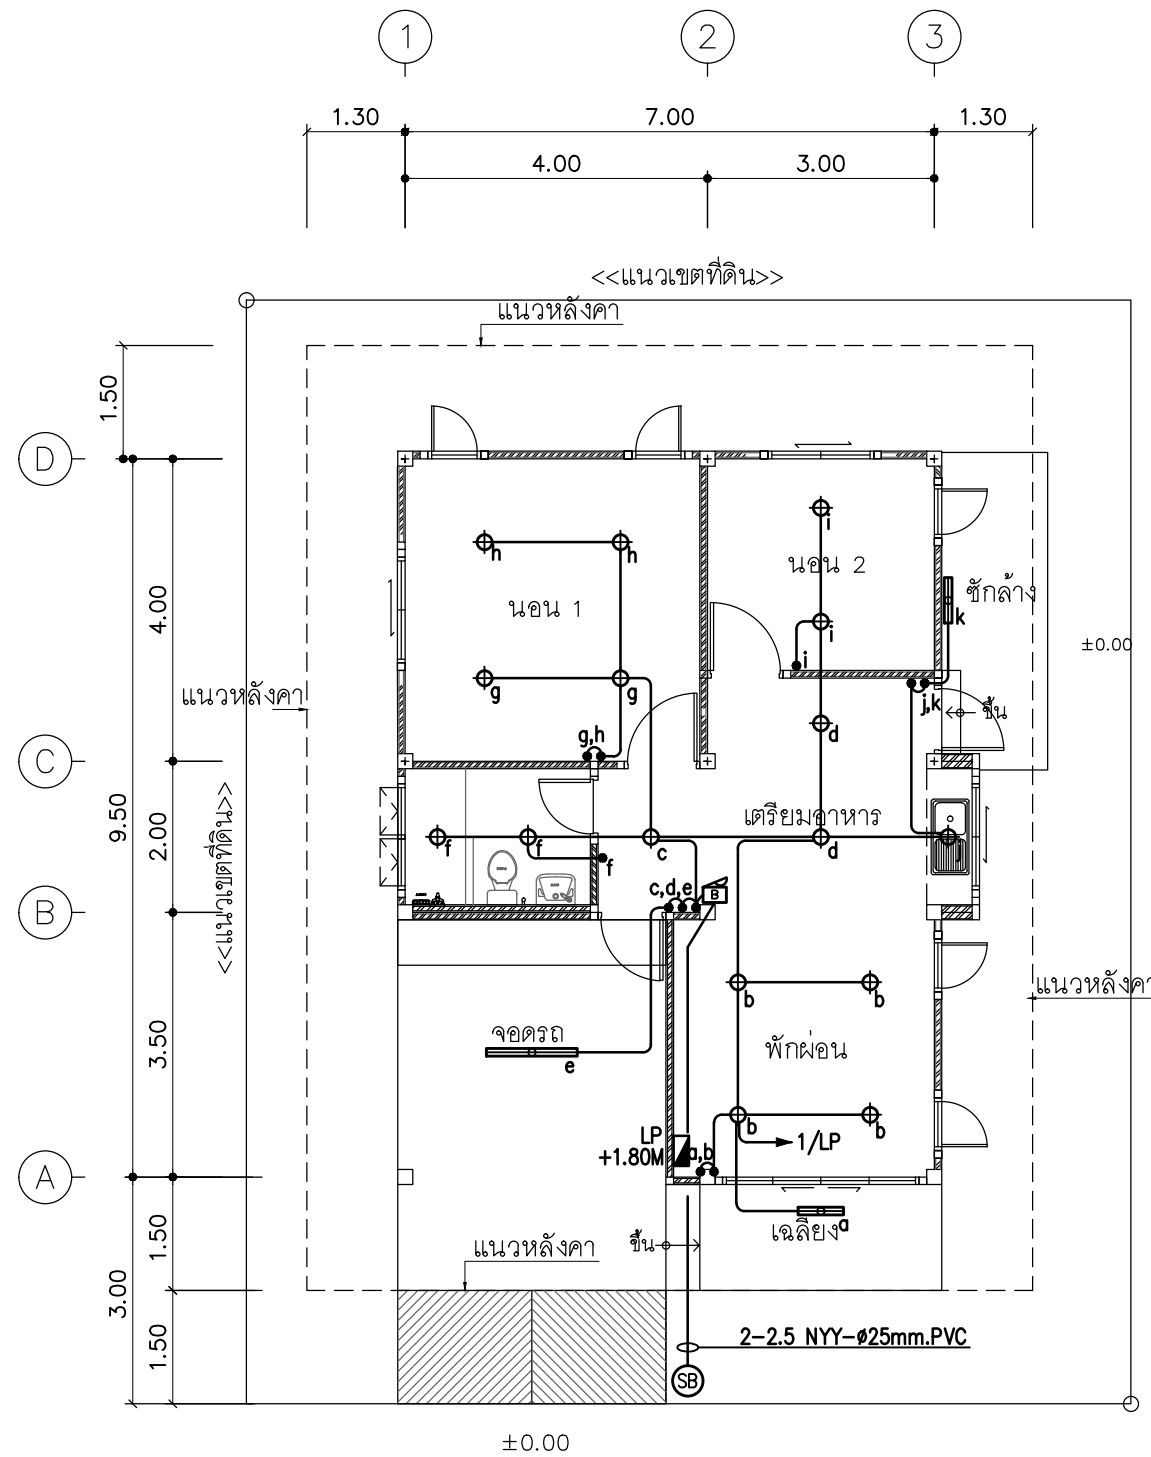 1
2
3
1.30
7.00
1.30
4.00
3.00
<<แนวเขตที่ดิน>>
แนวหลังคา
1.50
D
h
h
i
นอน 2
นอน 1
ซักล้าง
4.00
k
i
i
±0.00
g
g
แนวหลังคา
j,k
ขึ้น
d
g,h
C
9.50
2.00
<<แนวเขตที่ดิน>>
เตรียมอาหาร
f
f
c
d
j
f
c,d,e
B
B
แนวหลังคา
b
b
จอดรถ
พักผ่อน
3.50
e
LP
+1.80M
b
b
1/LP
a,b
A
เฉลียง
a
1.50
ขึ้น
แนวหลังคา
3.00
1.50
2-2.5 NYY-ø25mm.PVC
SB
±0.00